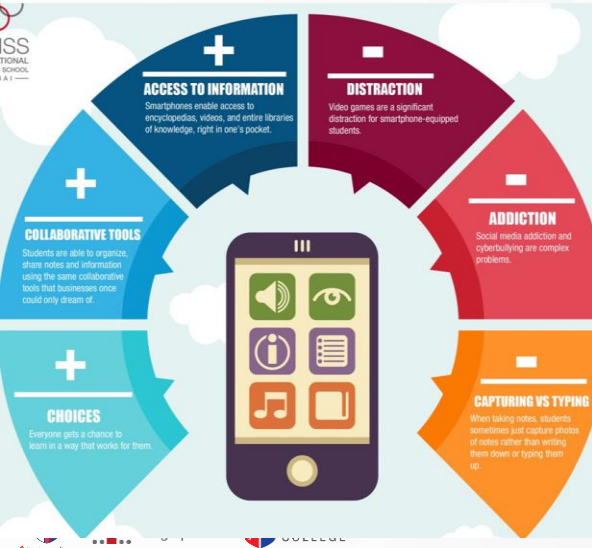 ISS
TIONAL
SCHOOL
ACCESS TO INFORMATION
Smartphones enable access to
encyclopedias, videos, and entire libraries
of knowledge, right in one's pocket.
DISTRACTION
Video games are a significant
distraction for smartphone-equipped
students.
COLLABORATIVE TOOLS
Students are able to organize,
share notes and information
using the same collaborative
tools that businesses once
could only dream of.
ADDICTION
Social media addiction and
cyberbullying are complex
problems.
CHOICES
Everyone gets a chance to
learn in a way that works for them.
CAPTURING VS TYPING
When taking notes, students
sometimes just capture photos
of notes rather than writing
them down or typing them
up.
COLLEGE